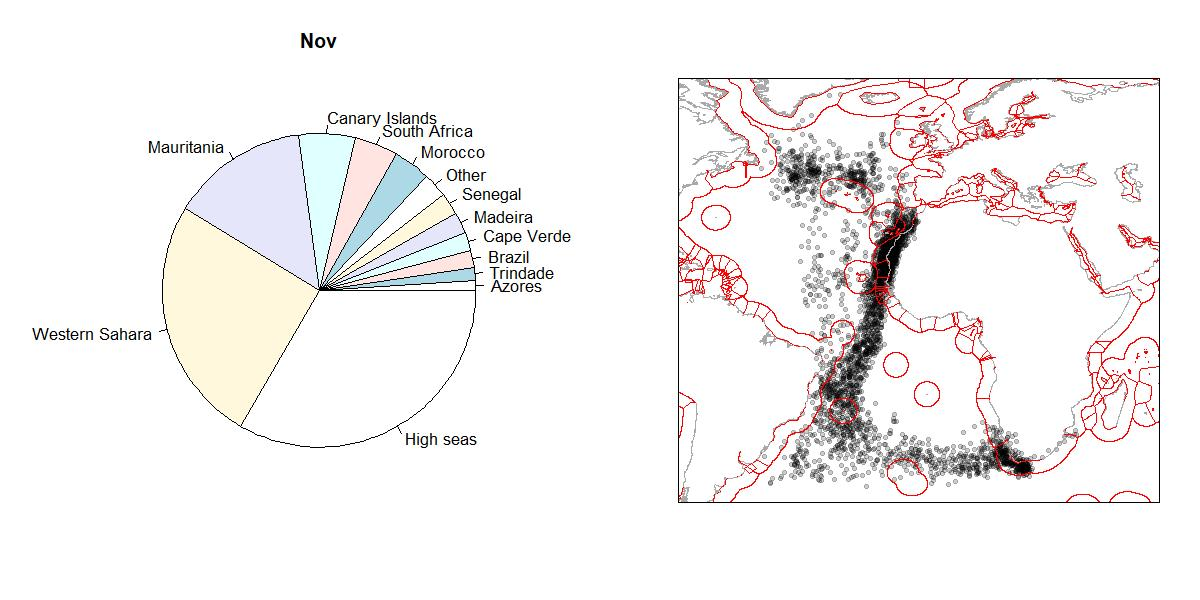 Nov
Canary Islands
South Africa
Mauritania
Morocco
Other
Senegal
Madeira
Cape Verde
Brazil
Trindade
Azores
Western Sahara
High seas